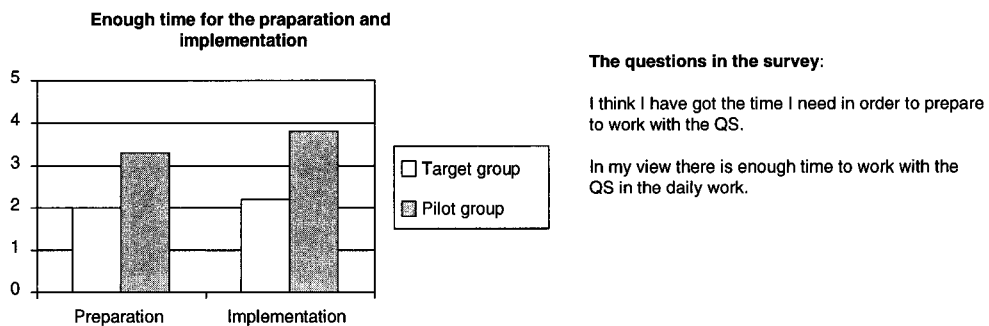 Enough time for the praparation and
implementation
5
4
3
2
1
0
Preparation
Implementation
Target group
Pilot group
The questions in the survey:
I think I have got the time I need in order to prepare
to work with the QS.
In my view there is enough time to work with the
QS in the daily work.